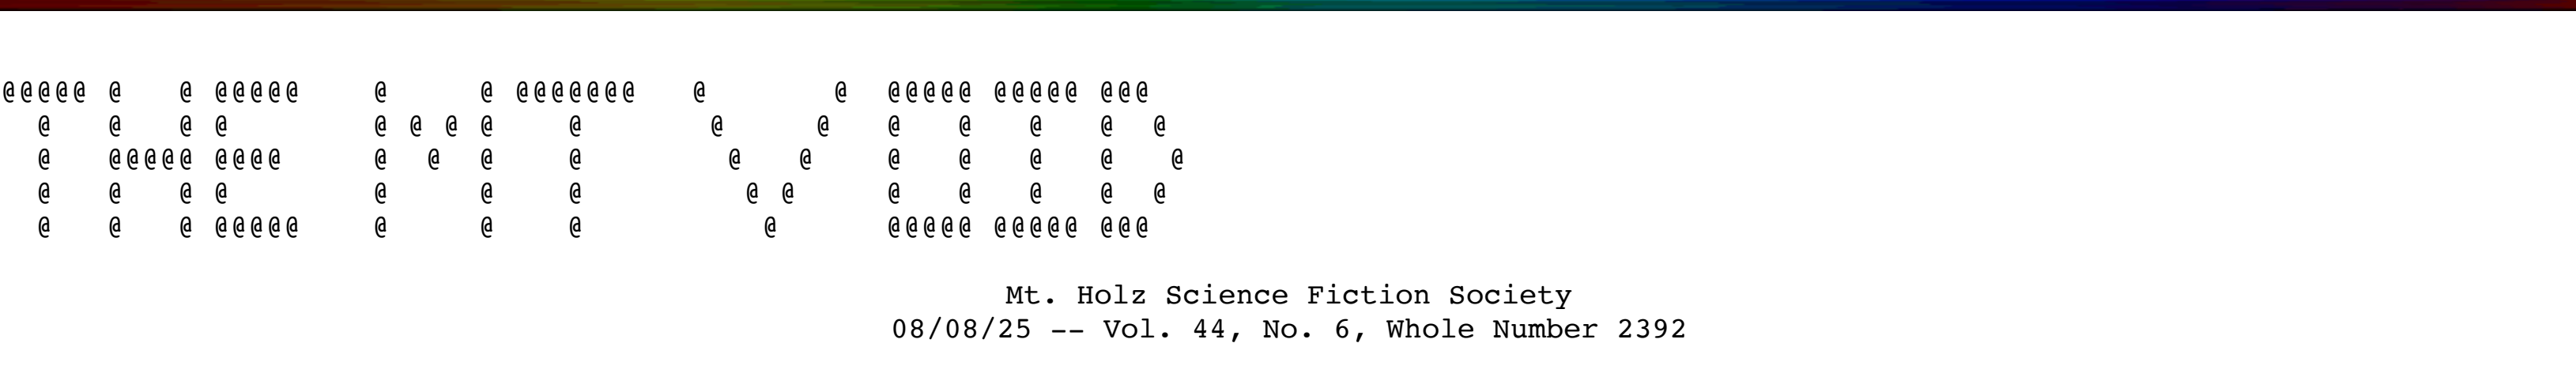 THE MT VOID
Mt. Holz Science Fiction Society
08/08/25 -- Vol. 44, No. 6, Whole Number 2392